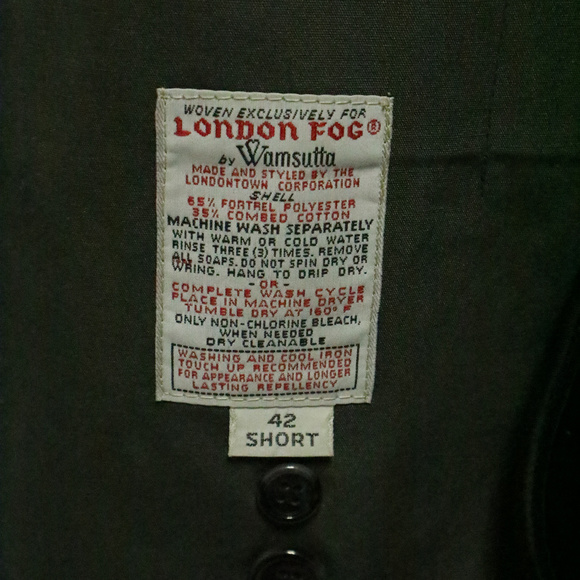 WOVEN EXCLUSIVELY FOR
LONDON FOG®
by Wamsutta
MADE AND STYLED BY THE
LONDONTOWN CORPORATION
SHELL
65% FORTREL POLYESTER
35% COMBED COTTON
MACHINE WASH SEPARATELY
WITH WARM OR COLD WATER
RINSE THREE (3) TIMES. REMOVE
ALL SOAPS. DO NOT SPIN DRY OR
WRING. HANG TO DRIP DRY.
-OR-
COMPLETE WASH CYCLE
PLACE IN MACHINE DRYER
TUMBLE DRY AT 160° F
ONLY NON-CHLORINE BLEACH,
WHEN NEEDED
DRY CLEANABLE
WASHING AND COOL IRON
TOUCH UP RECOMMENDED
FOR APPEARANCE AND LONGER
LASTING REPELLENCY
42
SHORT